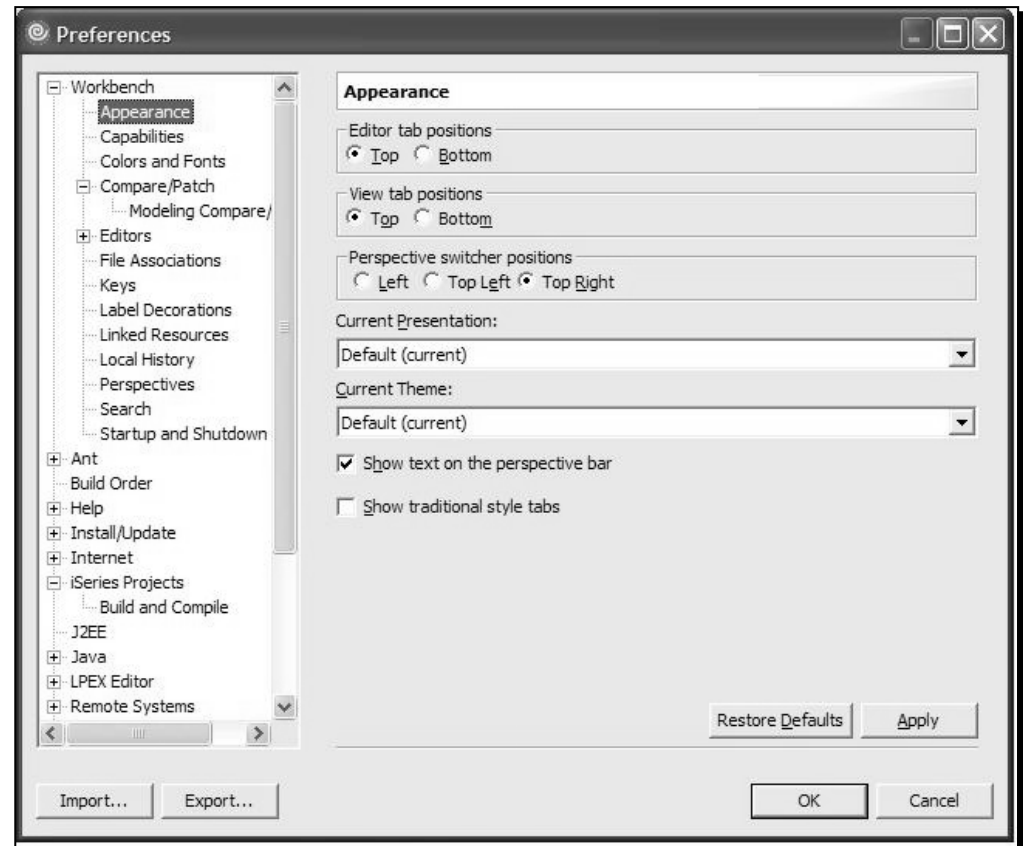 Preferences
Workbench
Appearance
Capabilities
Colors and Fonts
Compare/Patch
Modeling Compare/
Editors
File Associations
Keys
Label Decorations
Linked Resources
Local History
Perspectives
Search
Startup and Shutdown
Ant
Build Order
Help
Install/Update
Internet
iSeries Projects
Build and Compile
J2EE
Java
LPEX Editor
Remote Systems
Appearance
Editor tab positions
Top Bottom
View tab positions
Top Bottom
Perspective switcher positions
Left Top Left Top Right
Current Presentation:
Default (current)
Current Theme:
Default (current)
Show text on the perspective bar
Show traditional style tabs
Restore Defaults Apply
Import... Export... OK Cancel